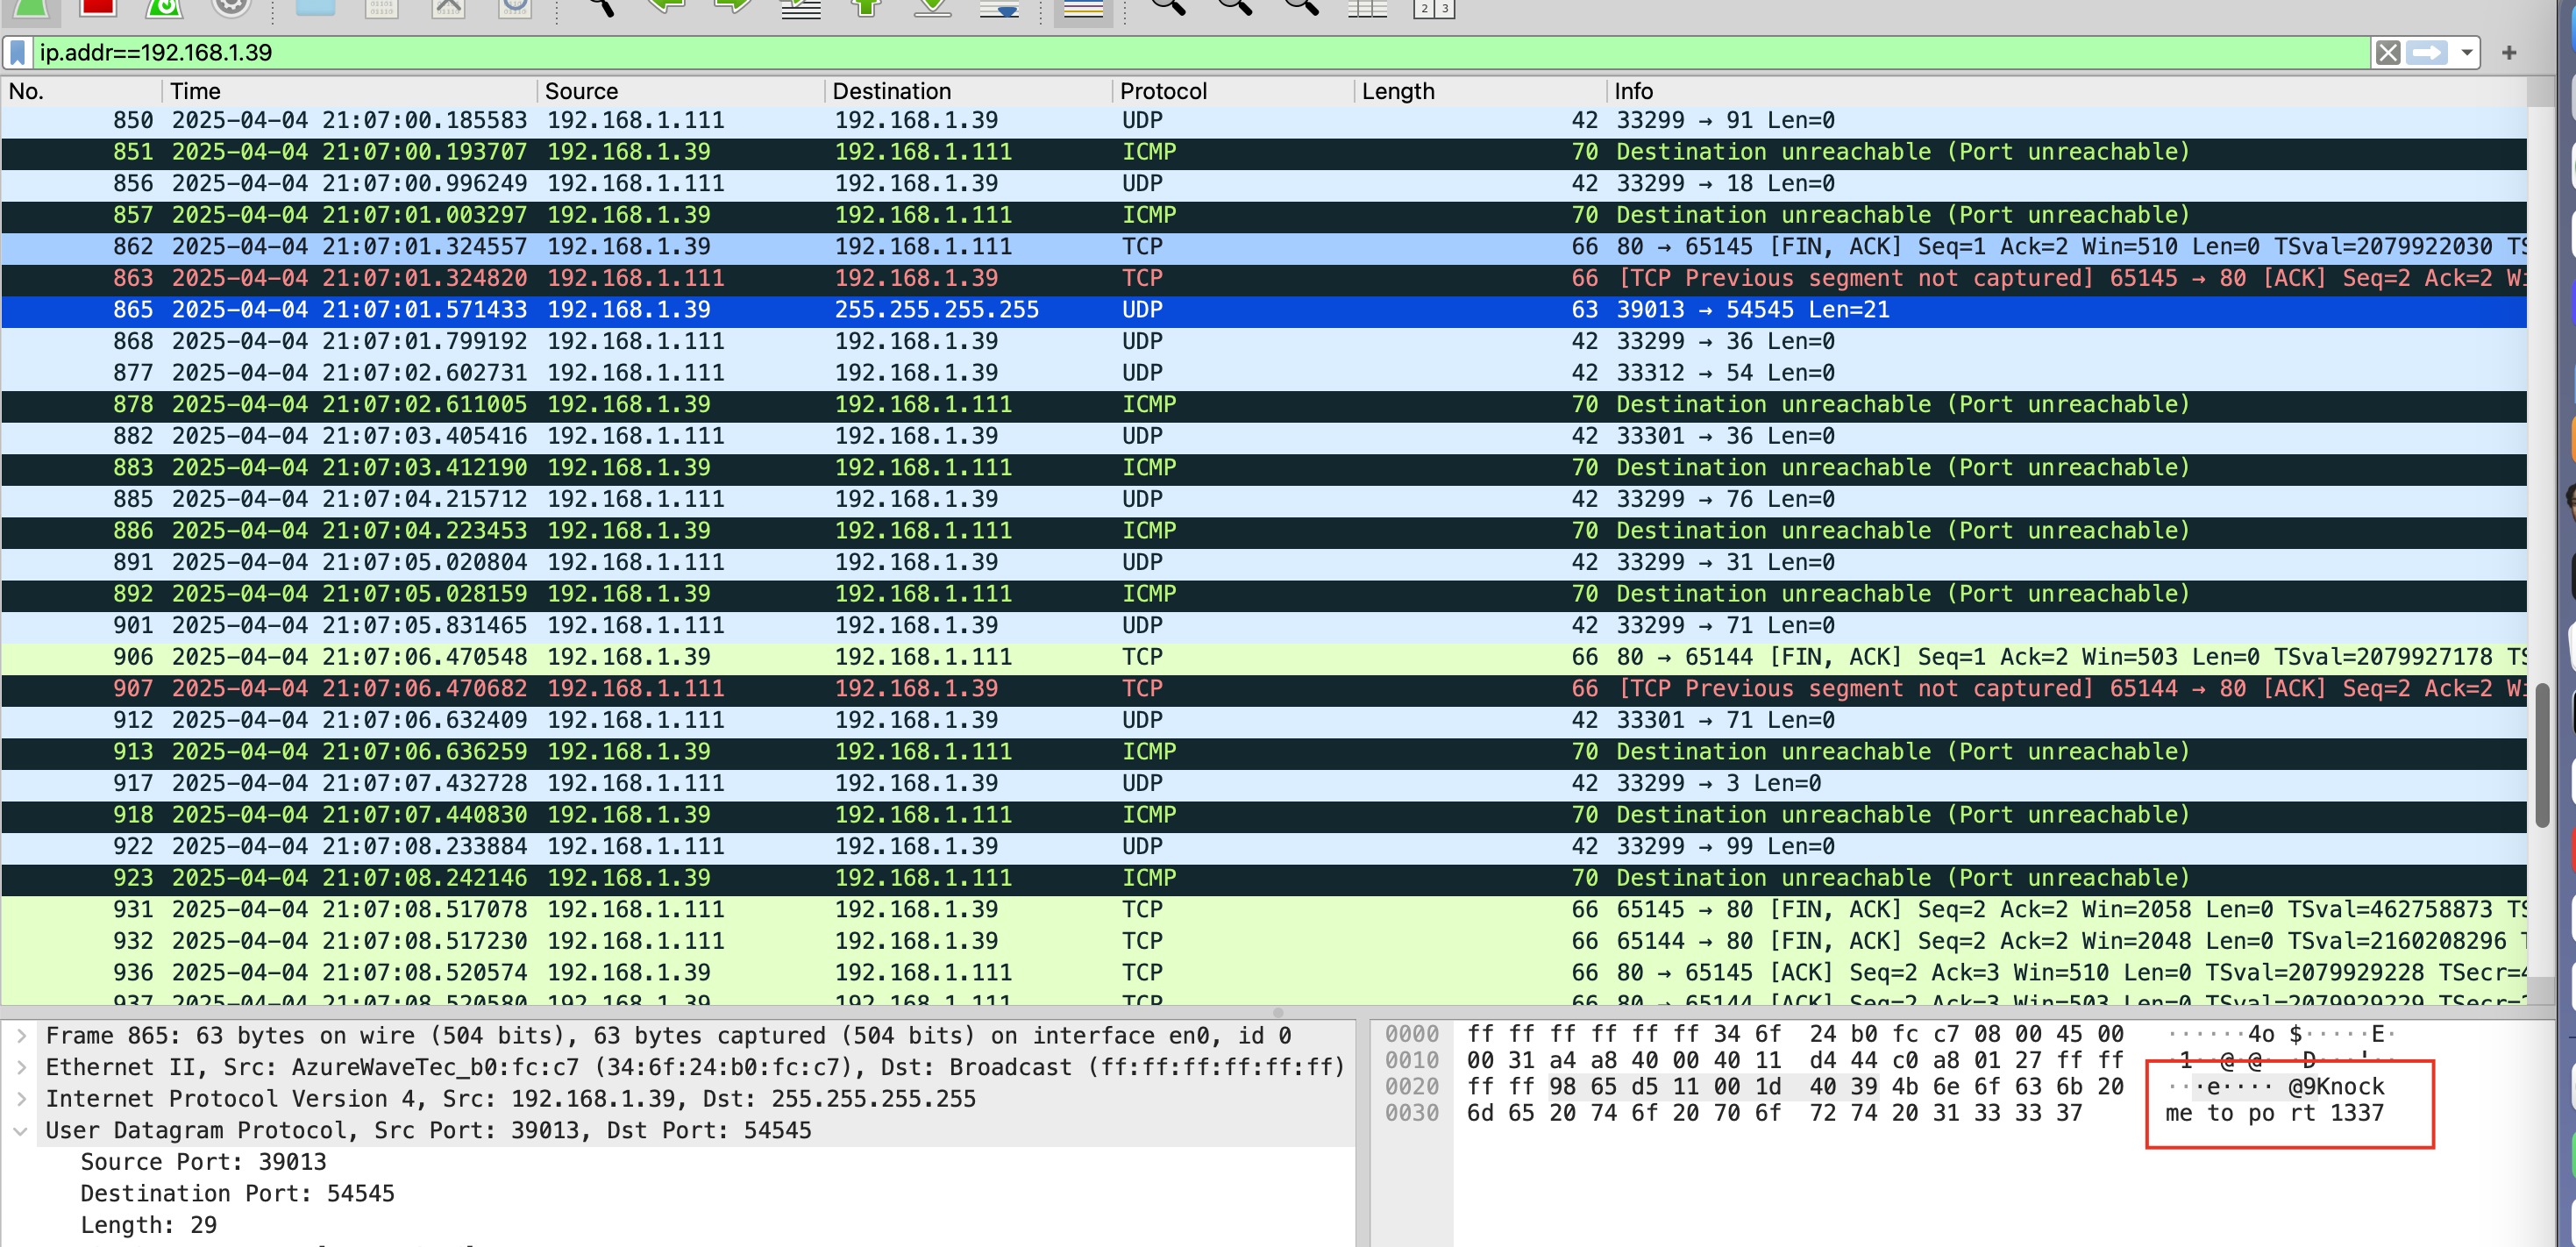 2 3
ip.addr==192.168.1.39
No. Time Source Destination Protocol Length Info
850 2025-04-04 21:07:00.185583 192.168.1.111 192.168.1.39 UDP 42 33299 → 91 Len=0
851 2025-04-04 21:07:00.193707 192.168.1.39 192.168.1.111 ICMP 70 Destination unreachable (Port unreachable)
856 2025-04-04 21:07:00.996249 192.168.1.111 192.168.1.39 UDP 42 33299 → 18 Len=0
857 2025-04-04 21:07:01.003297 192.168.1.39 192.168.1.111 ICMP 70 Destination unreachable (Port unreachable)
862 2025-04-04 21:07:01.324557 192.168.1.39 192.168.1.111 TCP 66 80 → 65145 [FIN, ACK] Seq=1 Ack=2 Win=510 Len=0 TSval=2079922030 TS
863 2025-04-04 21:07:01.324820 192.168.1.111 192.168.1.39 TCP 66 [TCP Previous segment not captured] 65145 → 80 [ACK] Seq=2 Ack=2 Wi
865 2025-04-04 21:07:01.571433 192.168.1.39 255.255.255.255 UDP 63 39013 → 54545 Len=21
868 2025-04-04 21:07:01.799192 192.168.1.111 192.168.1.39 UDP 42 33299 → 36 Len=0
877 2025-04-04 21:07:02.602731 192.168.1.111 192.168.1.39 UDP 42 33312 → 54 Len=0
878 2025-04-04 21:07:02.611005 192.168.1.39 192.168.1.111 ICMP 70 Destination unreachable (Port unreachable)
882 2025-04-04 21:07:03.405416 192.168.1.111 192.168.1.39 UDP 42 33301 → 36 Len=0
883 2025-04-04 21:07:03.412190 192.168.1.39 192.168.1.111 ICMP 70 Destination unreachable (Port unreachable)
885 2025-04-04 21:07:04.215712 192.168.1.111 192.168.1.39 UDP 42 33299 → 76 Len=0
886 2025-04-04 21:07:04.223453 192.168.1.39 192.168.1.111 ICMP 70 Destination unreachable (Port unreachable)
891 2025-04-04 21:07:05.020804 192.168.1.111 192.168.1.39 UDP 42 33299 → 31 Len=0
892 2025-04-04 21:07:05.028159 192.168.1.39 192.168.1.111 ICMP 70 Destination unreachable (Port unreachable)
901 2025-04-04 21:07:05.831465 192.168.1.111 192.168.1.39 UDP 42 33299 → 71 Len=0
906 2025-04-04 21:07:06.470548 192.168.1.39 192.168.1.111 TCP 66 80 → 65144 [FIN, ACK] Seq=1 Ack=2 Win=503 Len=0 TSval=2079927178 TS
907 2025-04-04 21:07:06.470682 192.168.1.111 192.168.1.39 TCP 66 [TCP Previous segment not captured] 65144 → 80 [ACK] Seq=2 Ack=2 Wi
912 2025-04-04 21:07:06.632409 192.168.1.111 192.168.1.39 UDP 42 33301 → 71 Len=0
913 2025-04-04 21:07:06.636259 192.168.1.39 192.168.1.111 ICMP 70 Destination unreachable (Port unreachable)
917 2025-04-04 21:07:07.432728 192.168.1.111 192.168.1.39 UDP 42 33299 → 3 Len=0
918 2025-04-04 21:07:07.440830 192.168.1.39 192.168.1.111 ICMP 70 Destination unreachable (Port unreachable)
922 2025-04-04 21:07:08.233884 192.168.1.111 192.168.1.39 UDP 42 33299 → 99 Len=0
923 2025-04-04 21:07:08.242146 192.168.1.39 192.168.1.111 ICMP 70 Destination unreachable (Port unreachable)
931 2025-04-04 21:07:08.517078 192.168.1.111 192.168.1.39 TCP 66 65145 → 80 [FIN, ACK] Seq=2 Ack=2 Win=2058 Len=0 TSval=462758873 TS
932 2025-04-04 21:07:08.517230 192.168.1.111 192.168.1.39 TCP 66 65144 → 80 [FIN, ACK] Seq=2 Ack=2 Win=2048 Len=0 TSval=2160208296 T
936 2025-04-04 21:07:08.520574 192.168.1.39 192.168.1.111 TCP 66 80 → 65145 [ACK] Seq=2 Ack=3 Win=510 Len=0 TSval=2079929228 TSecr=4
937 2025-04-04 21:07:08.520580 192.168.1.39 192.168.1.111 TCP 66 80 → 65144 [ACK] Seq=2 Ack=3 Win=503 Len=0 TSval=2079929229 TSecr=
Frame 865: 63 bytes on wire (504 bits), 63 bytes captured (504 bits) on interface en0, id 0
Ethernet II, Src: AzureWaveTec_b0:fc:c7 (34:6f:24:b0:fc:c7), Dst: Broadcast (ff:ff:ff:ff:ff:ff)
Internet Protocol Version 4, Src: 192.168.1.39, Dst: 255.255.255.255
User Datagram Protocol, Src Port: 39013, Dst Port: 54545
Source Port: 39013
Destination Port: 54545
Length: 29
0000 ff ff ff ff ff ff 34 6f 24 b0 fc c7 08 00 45 00 ······4o $·····E·
0010 00 31 a4 a8 40 00 40 11 d4 44 c0 a8 01 27 ff ff ·1··@·@· ·D···'··
0020 ff ff 98 65 d5 11 00 1d 40 39 4b 6e 6f 63 6b 20 ···e···· @9Knock
0030 6d 65 20 74 6f 20 70 6f 72 74 20 31 33 33 37 me to po rt 1337